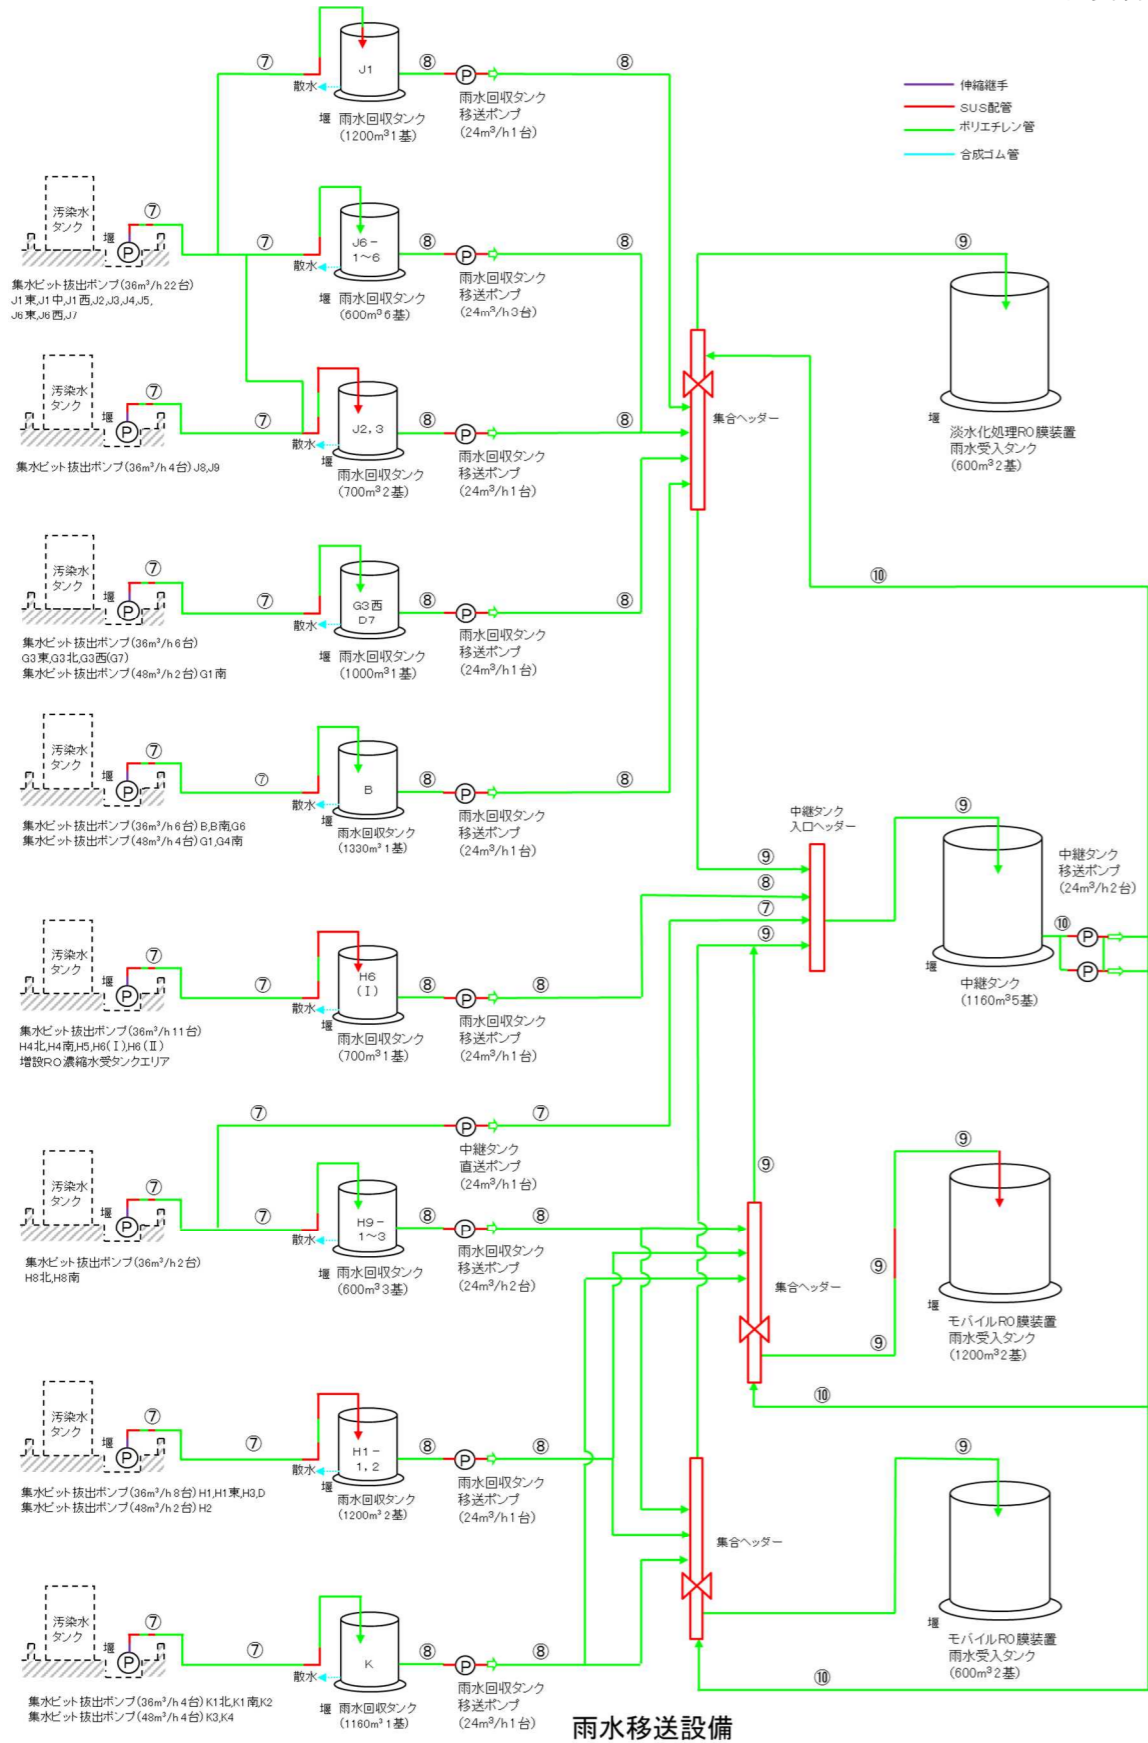 ⑦
散水
J1
堰 雨水回収タンク
(1200m³1基)
⑧
P
雨水回収タンク
移送ポンプ
(24m³/h1台)
⑧
伸縮継手
SUS配管
ポリエチレン管
合成ゴム管
汚染水
タンク
堰
P
⑦
集水ピット抜出ポンプ(36m³/h22台)
J1東,J1中,J1西,J2,J3,J4,J5,
J6東,J6西,J7
⑦
散水
J6-
1~6
堰 雨水回収タンク
(600m³6基)
⑧
P
雨水回収タンク
移送ポンプ
(24m³/h3台)
⑧
汚染水
タンク
堰
P
⑦
集水ピット抜出ポンプ(36m³/h4台)J8,J9
⑦
散水
J2,3
堰
雨水回収タンク
(700m³2基)
⑧
P
雨水回収タンク
移送ポンプ
(24m³/h1台)
⑧
集合ヘッダー
⑨
堰
淡水化処理RO膜装置
雨水受入タンク
(600m³2基)
⑩
汚染水
タンク
堰
P
⑦
集水ピット抜出ポンプ(36m³/h6台)
G3東,G3北,G3西(G7)
集水ピット抜出ポンプ(48m³/h2台)G1南
⑦
散水
G3西
D7
堰 雨水回収タンク
(1000m³1基)
⑧
P
雨水回収タンク
移送ポンプ
(24m³/h1台)
⑧
汚染水
タンク
堰
P
⑦
集水ピット抜出ポンプ(36m³/h6台)B,B南,G6
集水ピット抜出ポンプ(48m³/h4台)G1,G4南
⑦
散水
B
堰
雨水回収タンク
(1330m³1基)
⑧
P
雨水回収タンク
移送ポンプ
(24m³/h1台)
⑧
中継タンク
入口ヘッダー
⑨
⑧
⑦
⑨
⑨
堰
中継タンク
(1160m³5基)
中継タンク
移送ポンプ
(24m³/h2台)
⑩
P
P
汚染水
タンク
堰
P
⑦
集水ピット抜出ポンプ(36m³/h11台)
H4北,H4南,H5,H6(Ⅰ),H6(Ⅱ)
増設RO濃縮水受タンクエリア
⑦
散水
H6
(Ⅰ)
堰
雨水回収タンク
(700m³1基)
⑧
P
雨水回収タンク
移送ポンプ
(24m³/h1台)
⑧
⑦
P
中継タンク
直送ポンプ
(24m³/h1台)
⑦
汚染水
タンク
堰
P
⑦
集水ピット抜出ポンプ(36m³/h2台)
H8北,H8南
⑦
散水
H9-
1~3
堰 雨水回収タンク
(600m³3基)
⑧
P
雨水回収タンク
移送ポンプ
(24m³/h2台)
⑧
⑨
集合ヘッダー
⑨
⑨
⑨
堰
モバイルRO膜装置
雨水受入タンク
(1200m³2基)
⑩
汚染水
タンク
堰
P
⑦
集水ピット抜出ポンプ(36m³/h8台)H1,H1東,H3,D
集水ピット抜出ポンプ(48m³/h2台)H2
⑦
散水
H1-
1,2
堰
雨水回収タンク
(1200m³2基)
⑧
P
雨水回収タンク
移送ポンプ
(24m³/h1台)
⑧
集合ヘッダー
⑨
堰
モバイルRO膜装置
雨水受入タンク
(600m³2基)
⑩
汚染水
タンク
堰
P
⑦
集水ピット抜出ポンプ(36m³/h4台)K1北,K1南,K2
集水ピット抜出ポンプ(48m³/h4台)K3,K4
⑦
散水
K
堰 雨水回収タンク
(1160m³1基)
⑧
P
雨水回収タンク
移送ポンプ
(24m³/h1台)
⑧
雨水移送設備